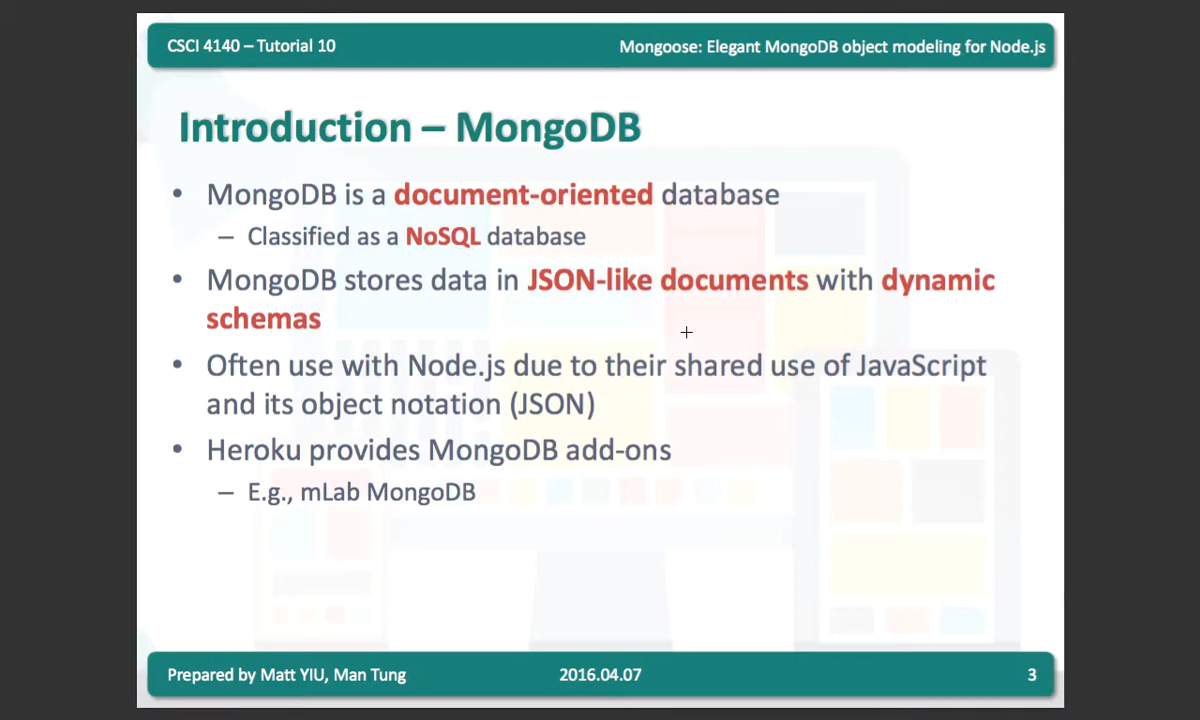 CSCI 4140 – Tutorial 10
Mongoose: Elegant MongoDB object modeling for Node.js
Introduction – MongoDB
• MongoDB is a document-oriented database
– Classified as a NoSQL database
• MongoDB stores data in JSON-like documents with dynamic
schemas
• Often use with Node.js due to their shared use of JavaScript
and its object notation (JSON)
• Heroku provides MongoDB add-ons
– E.g., mLab MongoDB
Prepared by Matt YIU, Man Tung
2016.04.07
3